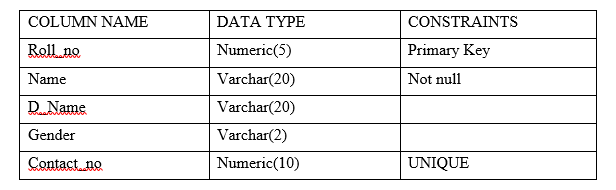 COLUMN NAME DATA TYPE CONSTRAINTS
Roll_no Numeric(5) Primary Key
Name Varchar(20) Not null
D_Name Varchar(20)
Gender Varchar(2)
Contact_no Numeric(10) UNIQUE